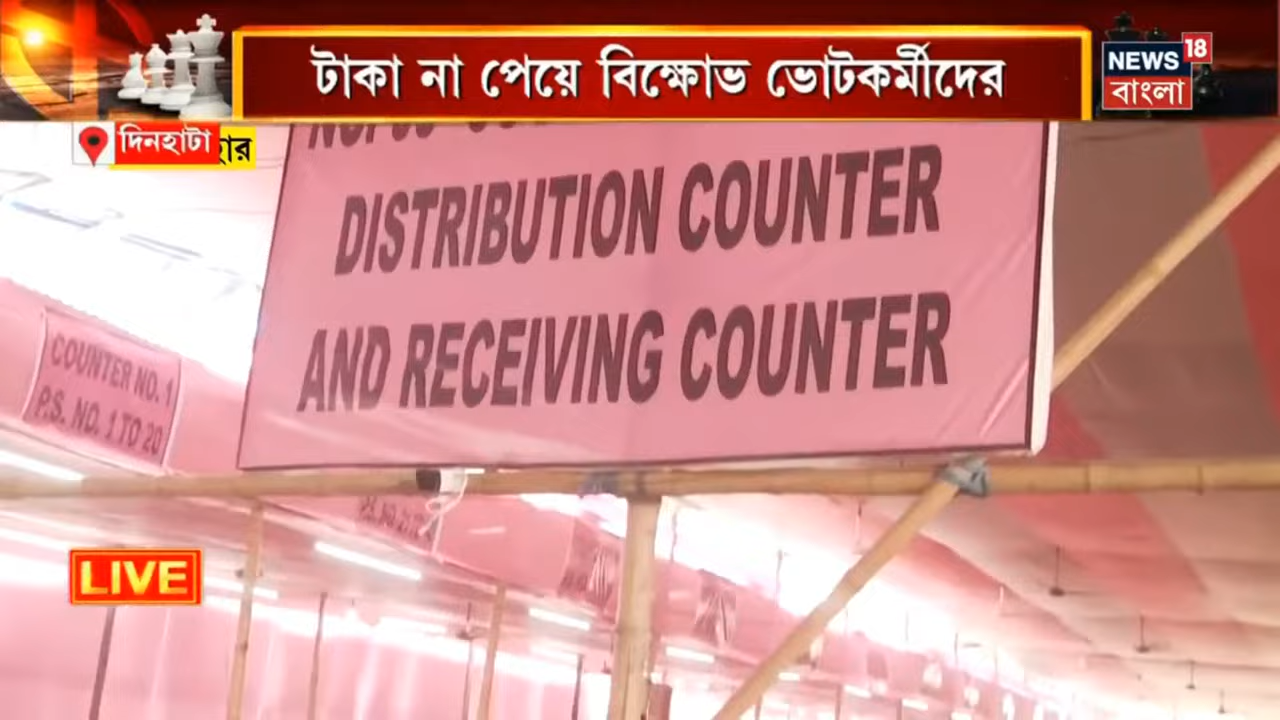 টাকা না পেয়ে বিক্ষোভ ভোটকর্মীদের
NEWS 18
বাংলা
দিনহাটা
DISTRIBUTION COUNTER
AND RECEIVING COUNTER
COUNTER NO. 1
P.S. NO. 1 TO 20
LIVE